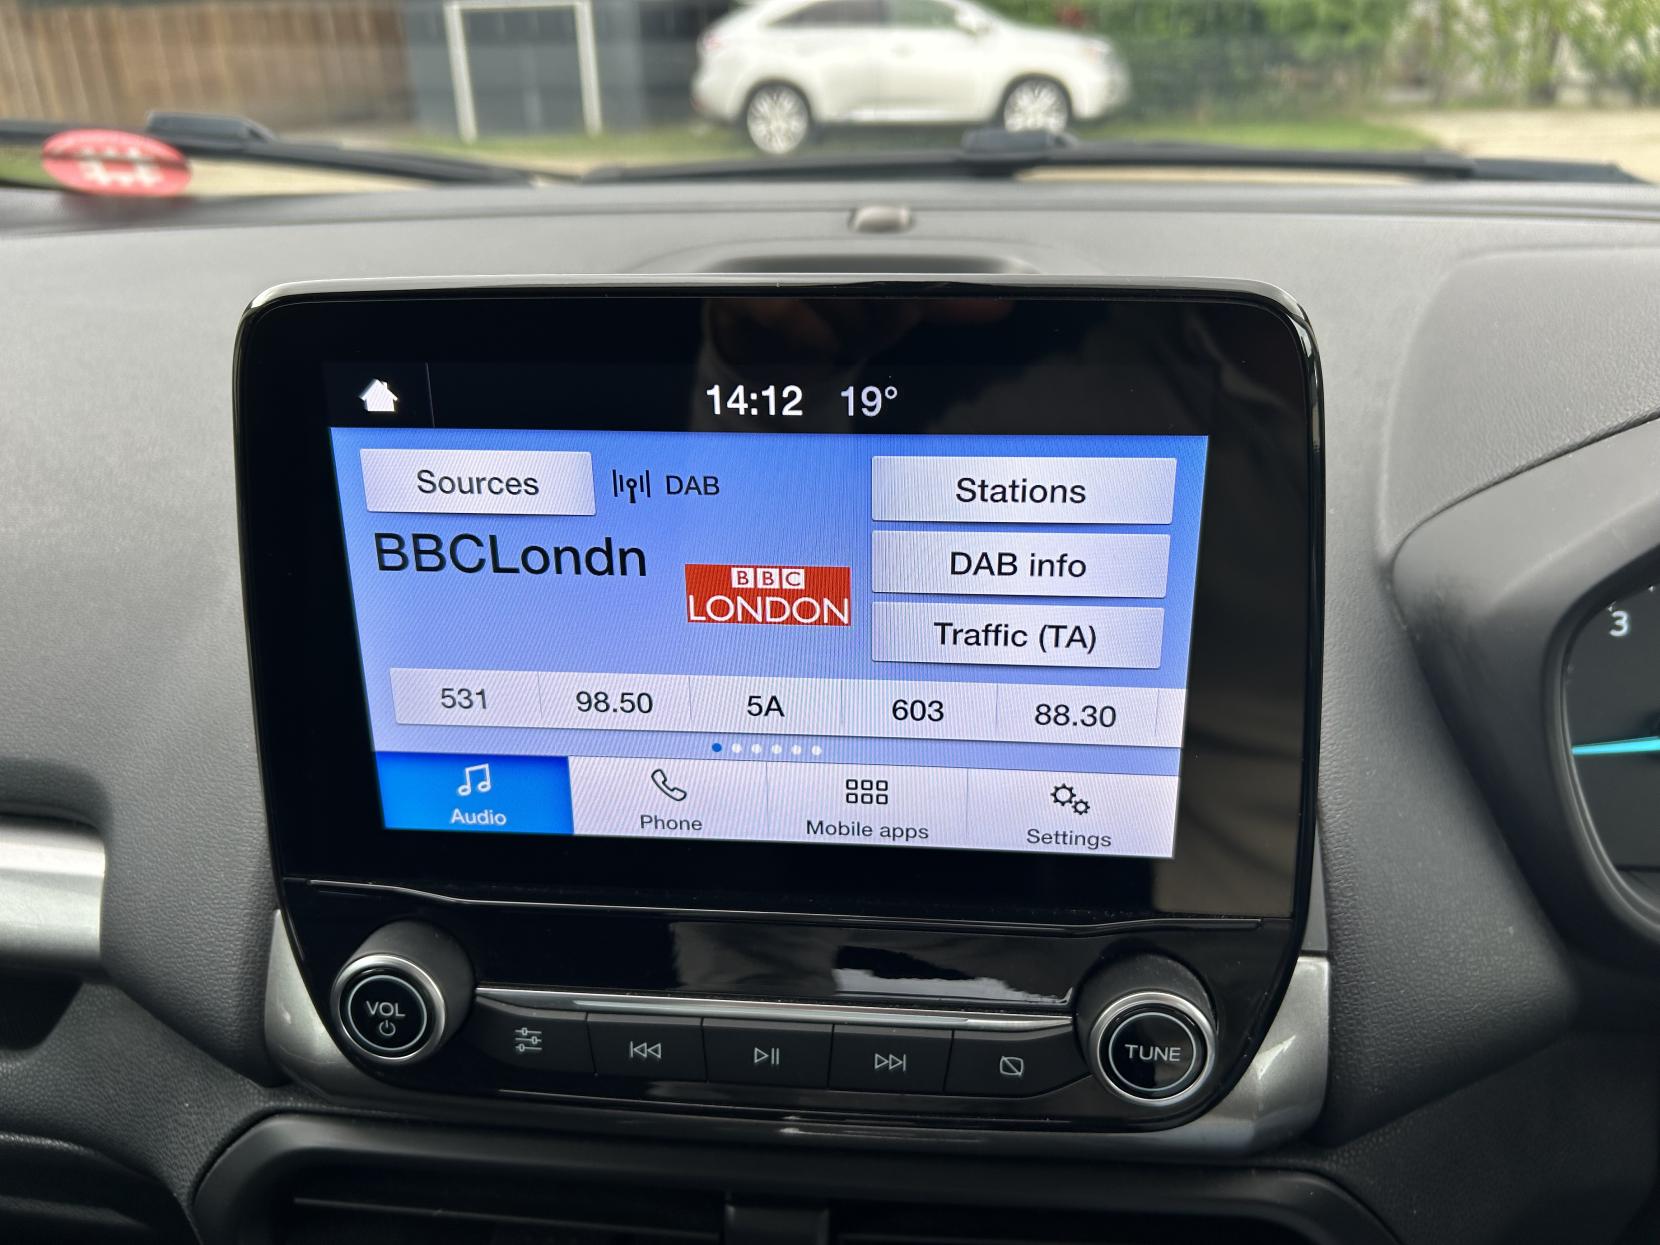 14:12 19°
Sources DAB Stations
BBCLondn
BBC
LONDON
DAB info
Traffic (TA)
531 98.50 5A 603 88.30
Audio Phone Mobile apps Settings
VOL
TUNE
3